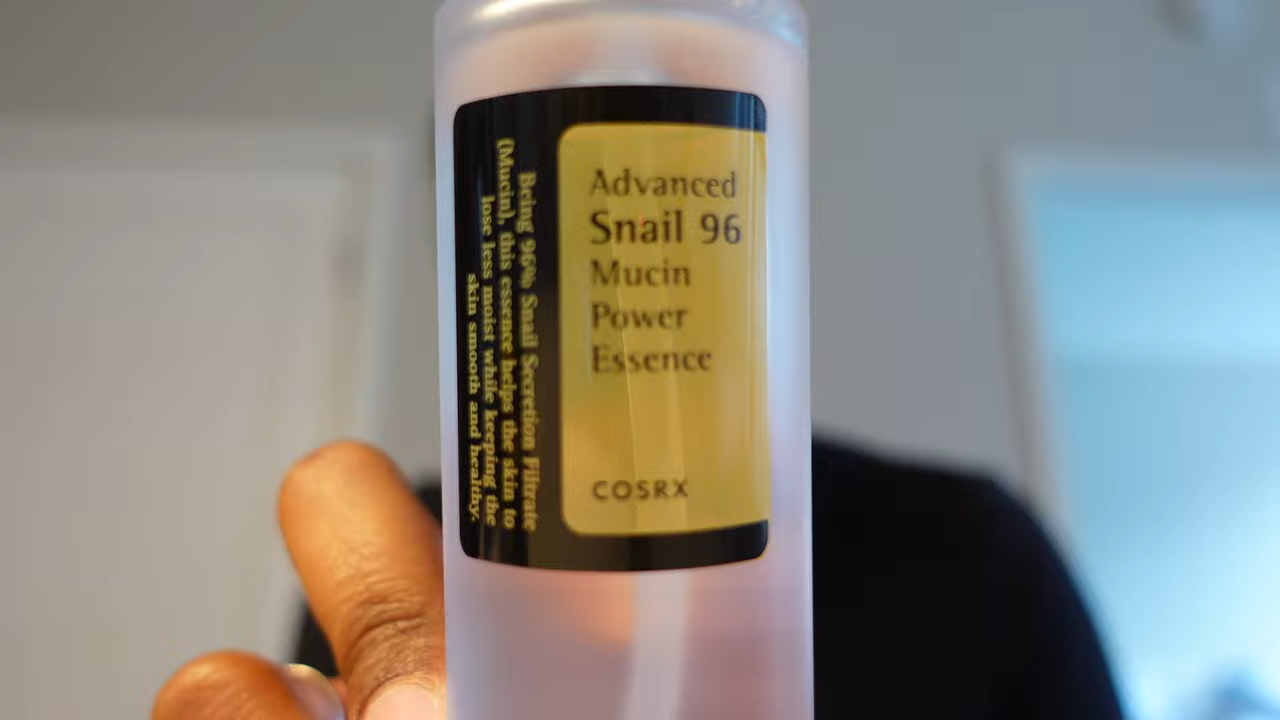 Advanced
Snail 96
Mucin
Power
Essence
COSRX
Being 96% Snail Secretion Filtrate
(Mucin), this essence helps the skin to
lose less moist while keeping the
skin smooth and healthy.